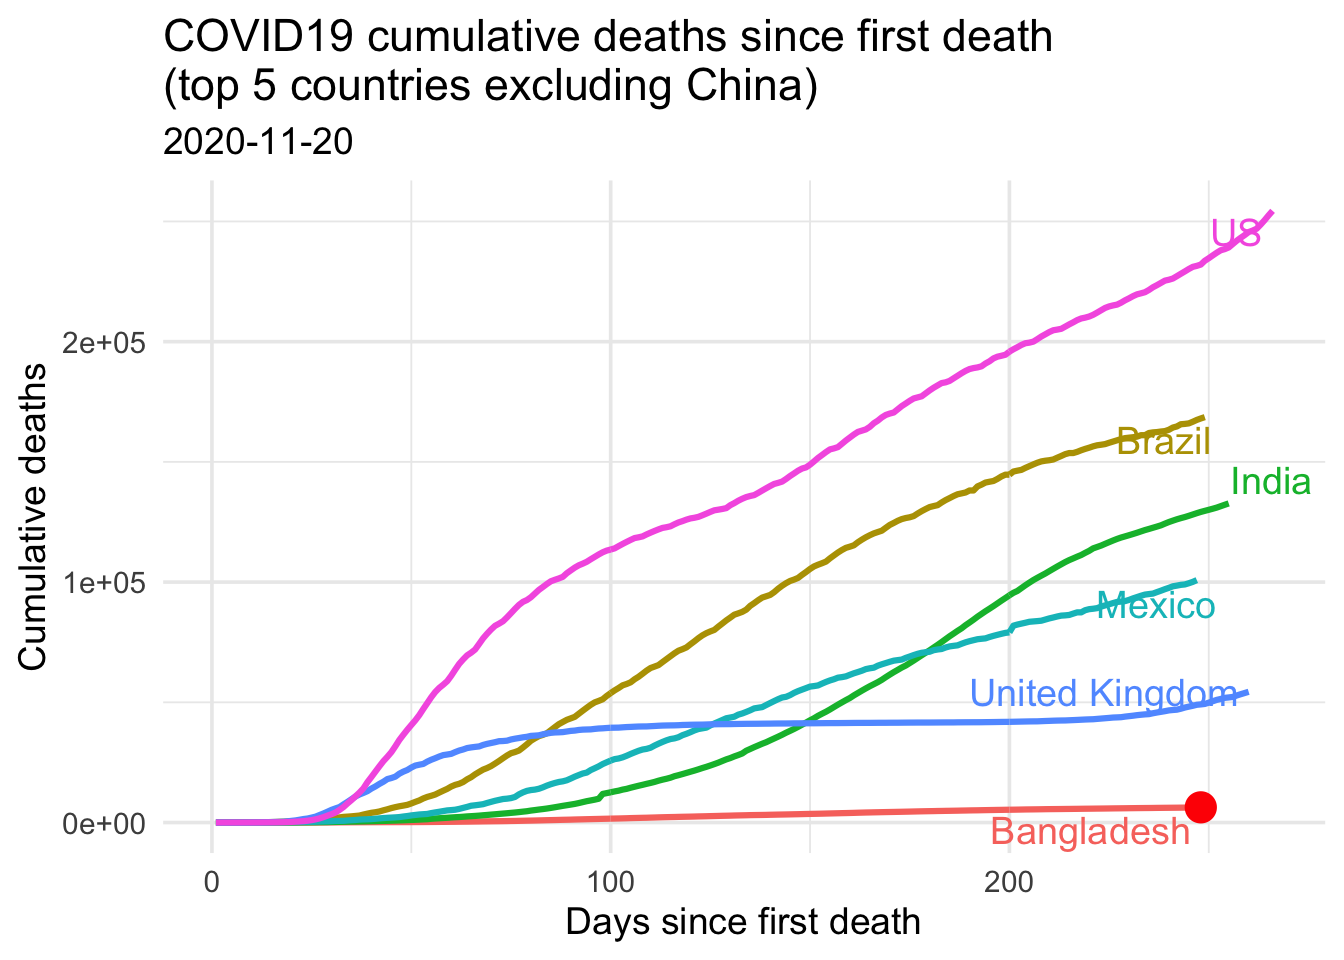 COVID19 cumulative deaths since first death
(top 5 countries excluding China)
2020-11-20
Cumulative deaths
2e+05
1e+05
0e+00
US
Brazil
India
Mexico
United Kingdom
Bangladesh
0
100
200
Days since first death